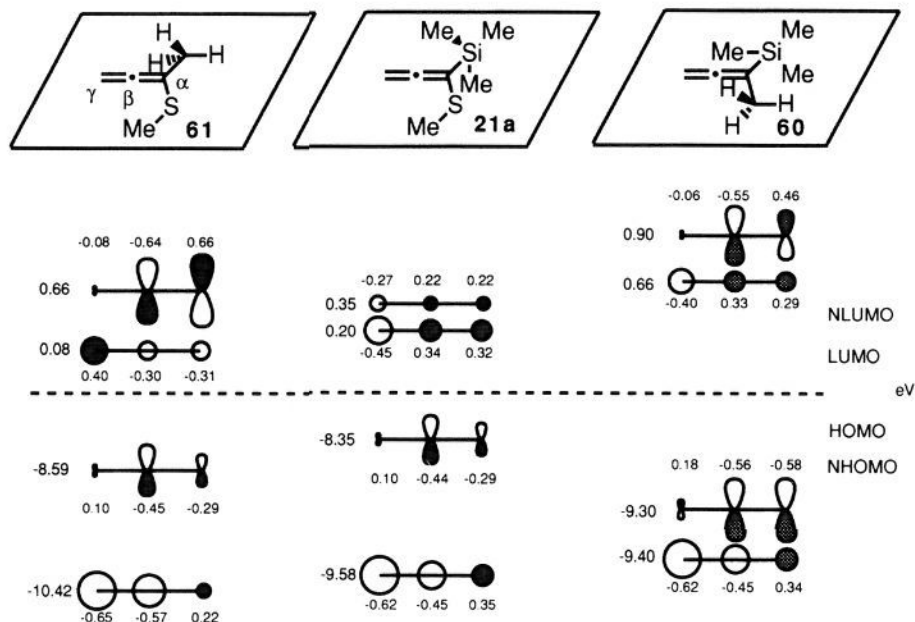 H
H
H
α
γ
β
S
Me
61
Me
Me
Si
Me
S
Me
21a
Me
Me
Si
Me
H
H
H
60
-0.08 -0.64 0.66
0.66
0.08
0.40 -0.30 -0.31
-0.27 0.22 0.22
0.35
0.20
-0.45 0.34 0.32
-0.06 -0.55 0.46
0.90
0.66
-0.40 0.33 0.29
NLUMO
LUMO
eV
HOMO
NHOMO
-8.59
0.10 -0.45 -0.29
-10.42
-0.65 -0.57 0.22
-8.35
0.10 -0.44 -0.29
-9.58
-0.62 -0.45 0.35
0.18 -0.56 -0.58
-9.30
-9.40
-0.62 -0.45 0.34